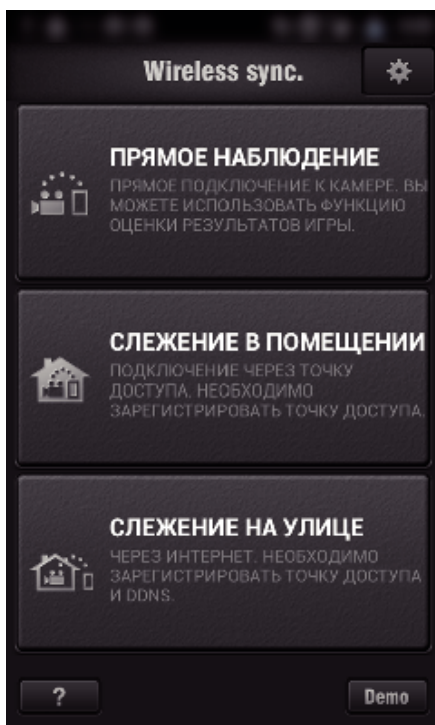 Wireless sync.
ПРЯМОЕ НАБЛЮДЕНИЕ
ПРЯМОЕ ПОДКЛЮЧЕНИЕ К КАМЕРЕ. ВЫ
МОЖЕТЕ ИСПОЛЬЗОВАТЬ ФУНКЦИЮ
ОЦЕНКИ РЕЗУЛЬТАТОВ ИГРЫ.
СЛЕЖЕНИЕ В ПОМЕЩЕНИИ
ПОДКЛЮЧЕНИЕ ЧЕРЕЗ ТОЧКУ
ДОСТУПА. НЕОБХОДИМО
ЗАРЕГИСТРИРОВАТЬ ТОЧКУ ДОСТУПА.
СЛЕЖЕНИЕ НА УЛИЦЕ
ЧЕРЕЗ ИНТЕРНЕТ. НЕОБХОДИМО
ЗАРЕГИСТРИРОВАТЬ ТОЧКУ ДОСТУПА
И DDNS.
?
Demo